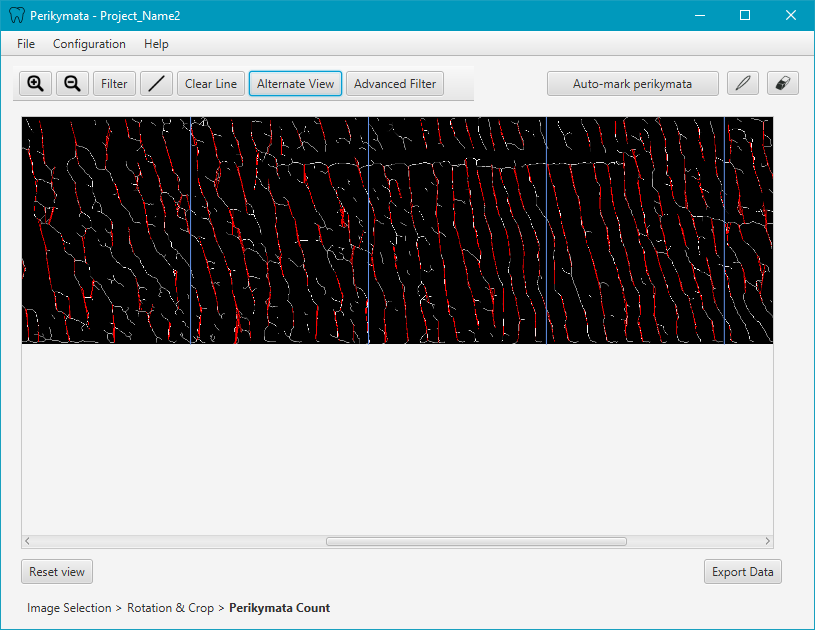 Perikymata - Project_Name2
File Configuration Help
Filter Clear Line Alternate View Advanced Filter Auto-mark perikymata
Reset view Export Data
Image Selection > Rotation & Crop > Perikymata Count